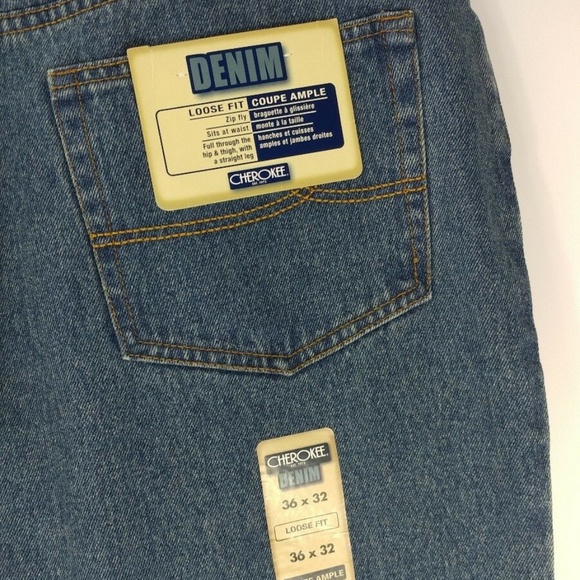 DENIM
LOOSE FIT COUPE AMPLE
Zip fly braguette à glissière
Sits at waist monte à la taille
Full through the hip & thigh, with a straight leg
hanches et cuisses amples et jambes droites
CHEROKEE
CHEROKEE
DENIM
36 x 32
LOOSE FIT
36 x 32
AMPLE